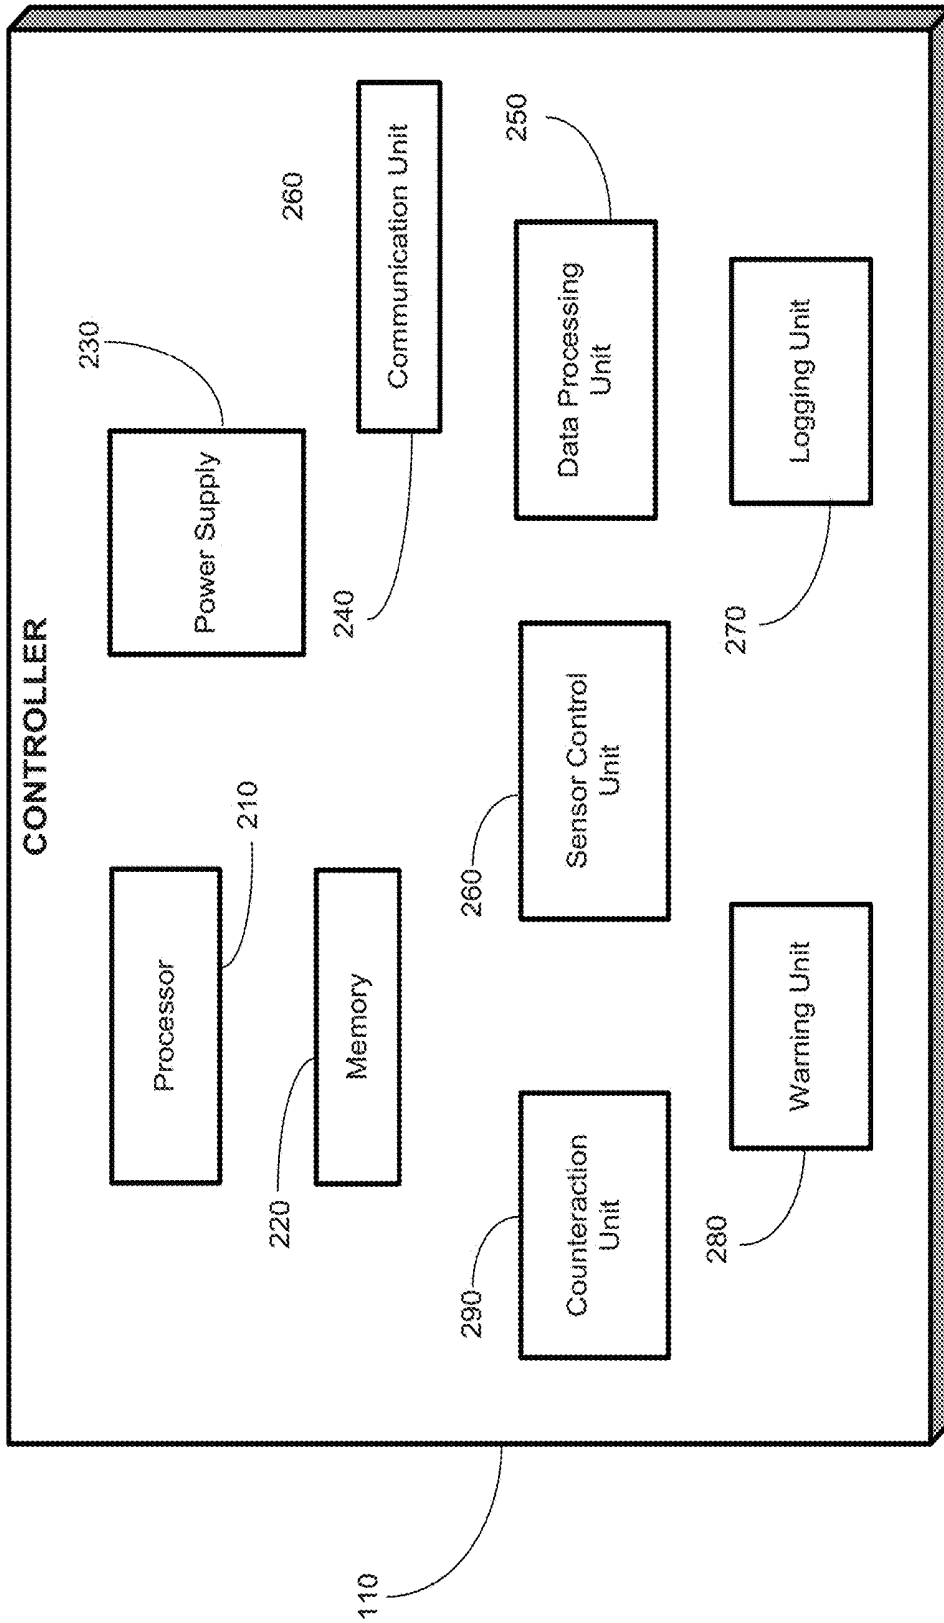 CONTROLLER
Processor
210
Power Supply
230
260
220
Memory
240
Communication Unit
290
Counteraction
Unit
260
Sensor Control
Unit
Data Processing
Unit
250
280
Warning Unit
270
Logging Unit
110